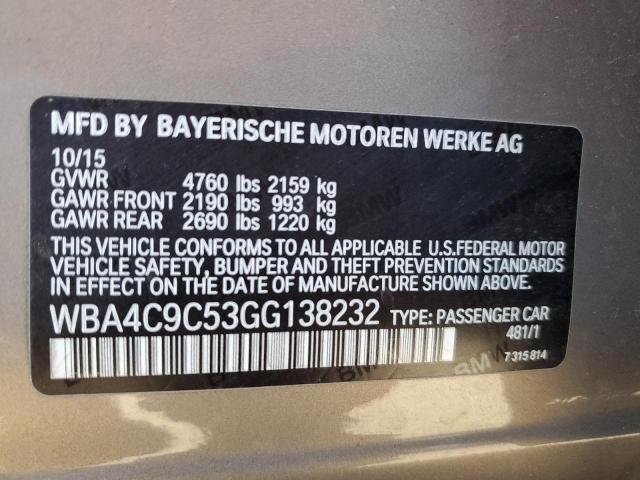 MFD BY BAYERISCHE MOTOREN WERKE AG
10/15
GVWR 4760 lbs 2159 kg
GAWR FRONT 2190 lbs 993 kg
GAWR REAR 2690 lbs 1220 kg
THIS VEHICLE CONFORMS TO ALL APPLICABLE U.S.FEDERAL MOTOR
VEHICLE SAFETY, BUMPER AND THEFT PREVENTION STANDARDS
IN EFFECT ON THE DATE OF MANUFACTURE SHOWN ABOVE.
WBA4C9C53GG138232 TYPE: PASSENGER CAR
481/1
7 315 814